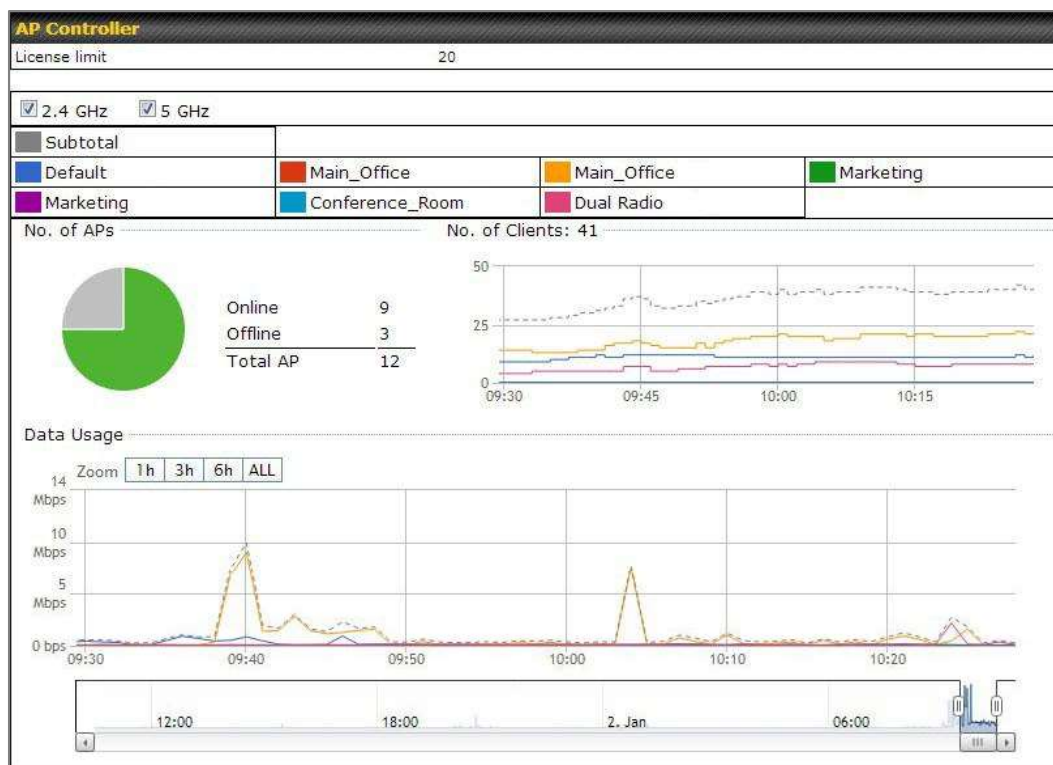 AP Controller
License limit 20
2.4 GHz 5 GHz
Subtotal
Default Main_Office Main_Office Marketing
Marketing Conference_Room Dual Radio
No. of APs No. of Clients: 41
Online 9
Offline 3
Total AP 12
50
25
0
09:30 09:45 10:00 10:15
Data Usage
Zoom 1h 3h 6h ALL
14
Mbps
10
Mbps
5
Mbps
0 bps
09:30 09:40 09:50 10:00 10:10 10:20
12:00 18:00 2. Jan 06:00